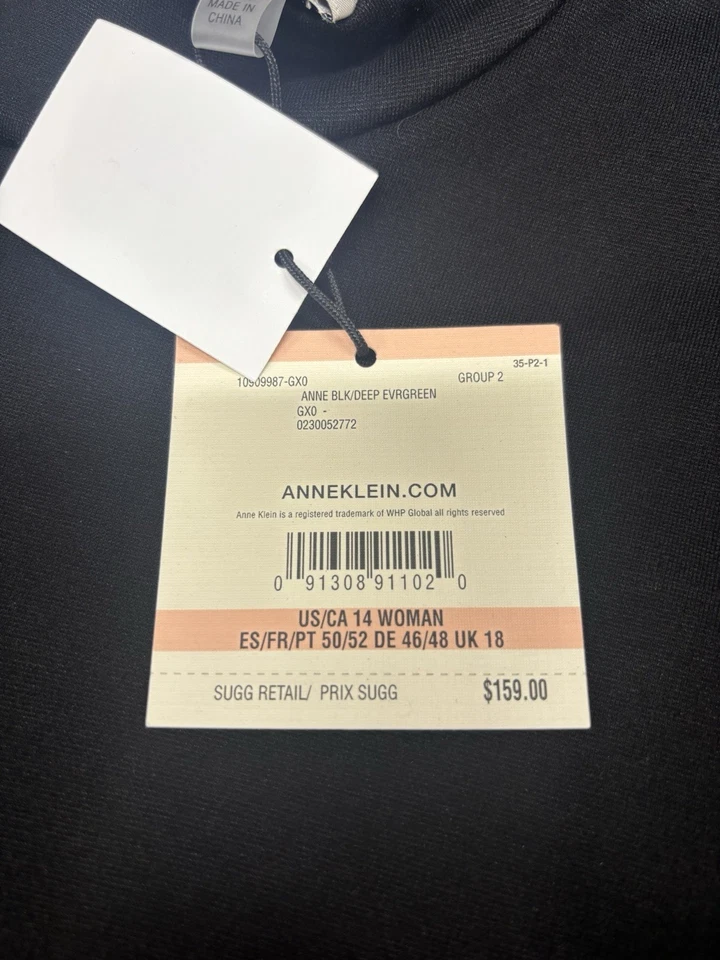 MADE IN
CHINA
35-P2-1
10909987-GX0 GROUP 2
ANNE BLK/DEEP EVRGREEN
GX0 -
0230052772
ANNEKLEIN.COM
Anne Klein is a registered trademark of WHP Global all rights reserved
0 91308 91102 0
US/CA 14 WOMAN
ES/FR/PT 50/52 DE 46/48 UK 18
SUGG RETAIL/ PRIX SUGG $159.00